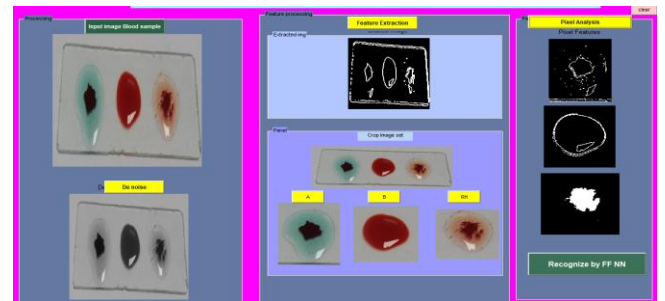 Processing
Input image Blood sample
De noise
Feature processing
Feature Extraction
Extracted img
Panel
Crop image set
A
B
RH
clear
Pixel Analysis
Pixel Features
Recognize by FF NN